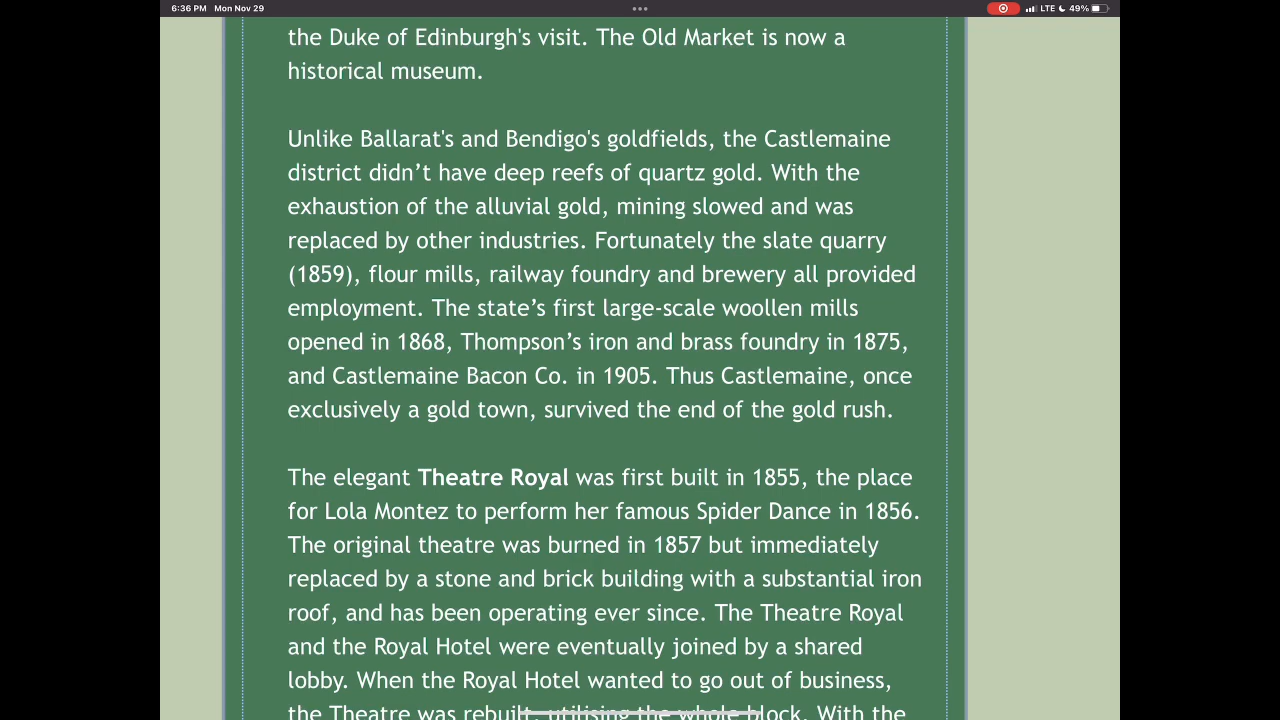 6:36 PM Mon Nov 29 LTE 49%
the Duke of Edinburgh's visit. The Old Market is now a
historical museum.
Unlike Ballarat's and Bendigo's goldfields, the Castlemaine
district didn’t have deep reefs of quartz gold. With the
exhaustion of the alluvial gold, mining slowed and was
replaced by other industries. Fortunately the slate quarry
(1859), flour mills, railway foundry and brewery all provided
employment. The state’s first large-scale woollen mills
opened in 1868, Thompson’s iron and brass foundry in 1875,
and Castlemaine Bacon Co. in 1905. Thus Castlemaine, once
exclusively a gold town, survived the end of the gold rush.
The elegant Theatre Royal was first built in 1855, the place
for Lola Montez to perform her famous Spider Dance in 1856.
The original theatre was burned in 1857 but immediately
replaced by a stone and brick building with a substantial iron
roof, and has been operating ever since. The Theatre Royal
and the Royal Hotel were eventually joined by a shared
lobby. When the Royal Hotel wanted to go out of business,
the Theatre was rebuilt, utilising the whole block. With the